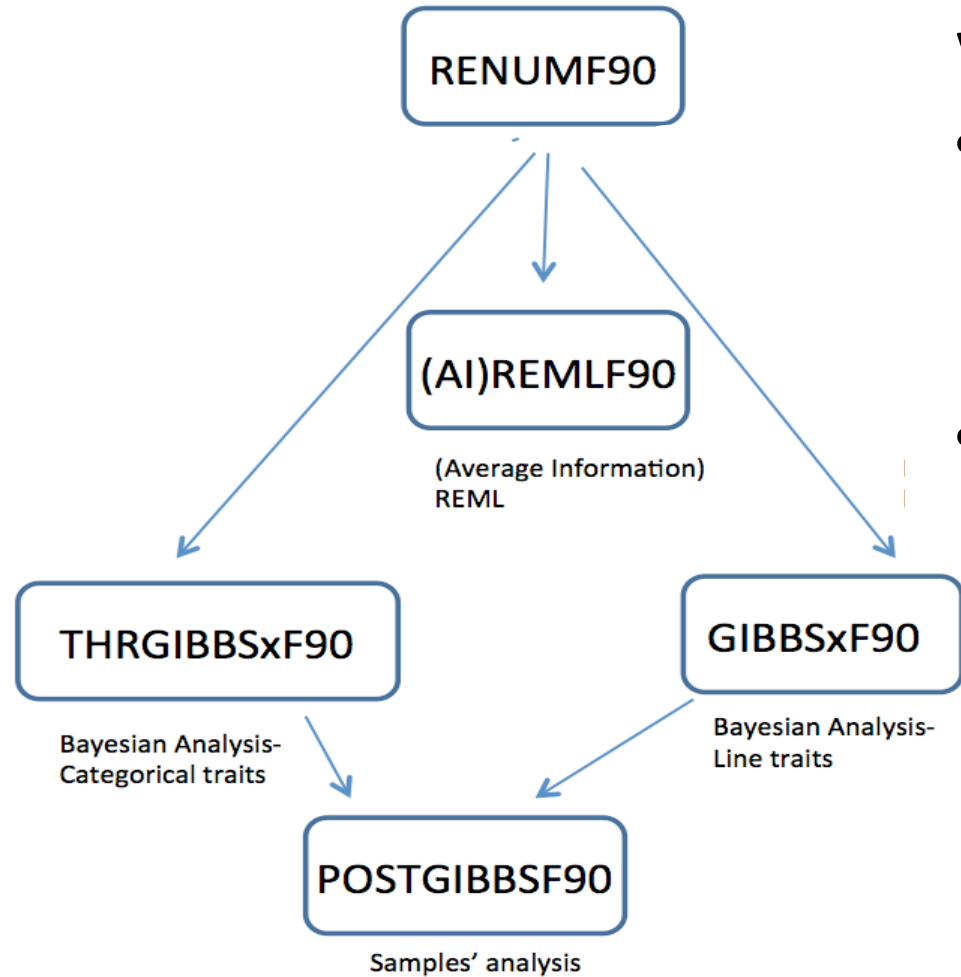 RENUMF90
(AI)REMLF90
(Average Information)
REML
THRGIBBSxF90
GIBBSxF90
Bayesian Analysis-
Categorical traits
Bayesian Analysis-
Line traits
POSTGIBBSF90
Samples’ analysis